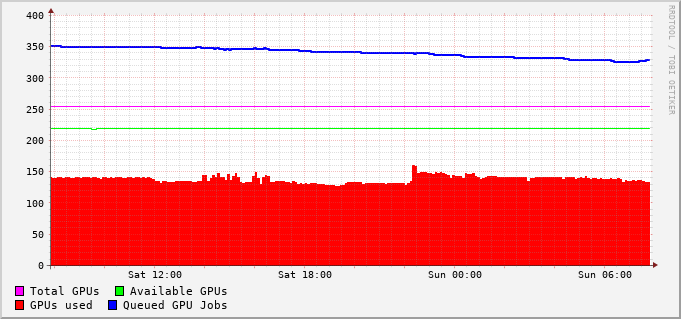 400
350
300
250
200
150
100
50
0
Sat 12:00 Sat 18:00 Sun 00:00 Sun 06:00
Total GPUs Available GPUs
GPUs used Queued GPU Jobs
RRDTOOL / TOBI OETIKER